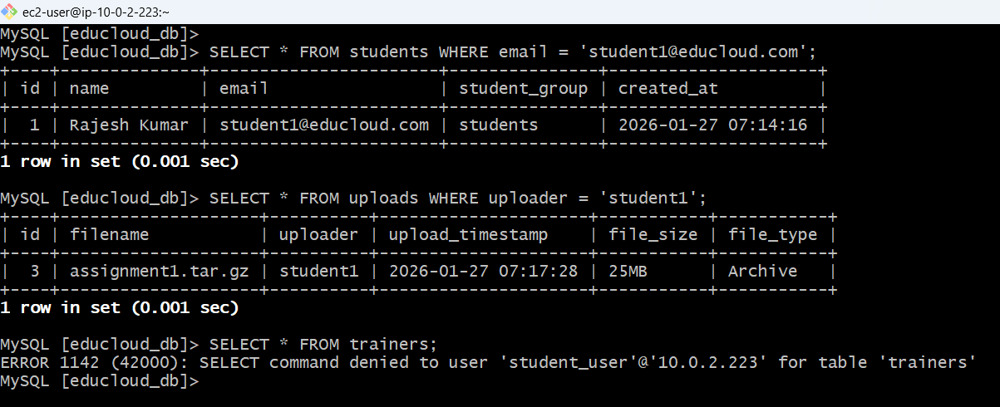 ec2-user@ip-10-0-2-223:~
MySQL [educloud_db]>
MySQL [educloud_db]> SELECT * FROM students WHERE email = 'student1@educloud.com';
+----+--------------+-----------------------+---------------+---------------------+
| id | name         | email                 | student_group | created_at          |
+----+--------------+-----------------------+---------------+---------------------+
|  1 | Rajesh Kumar | student1@educloud.com | students      | 2026-01-27 07:14:16 |
+----+--------------+-----------------------+---------------+---------------------+
1 row in set (0.001 sec)
MySQL [educloud_db]> SELECT * FROM uploads WHERE uploader = 'student1';
+----+--------------------+----------+---------------------+-----------+-----------+
| id | filename           | uploader | upload_timestamp    | file_size | file_type |
+----+--------------------+----------+---------------------+-----------+-----------+
|  3 | assignment1.tar.gz | student1 | 2026-01-27 07:17:28 | 25MB      | Archive   |
+----+--------------------+----------+---------------------+-----------+-----------+
1 row in set (0.001 sec)
MySQL [educloud_db]> SELECT * FROM trainers;
ERROR 1142 (42000): SELECT command denied to user 'student_user'@'10.0.2.223' for table 'trainers'
MySQL [educloud_db]>